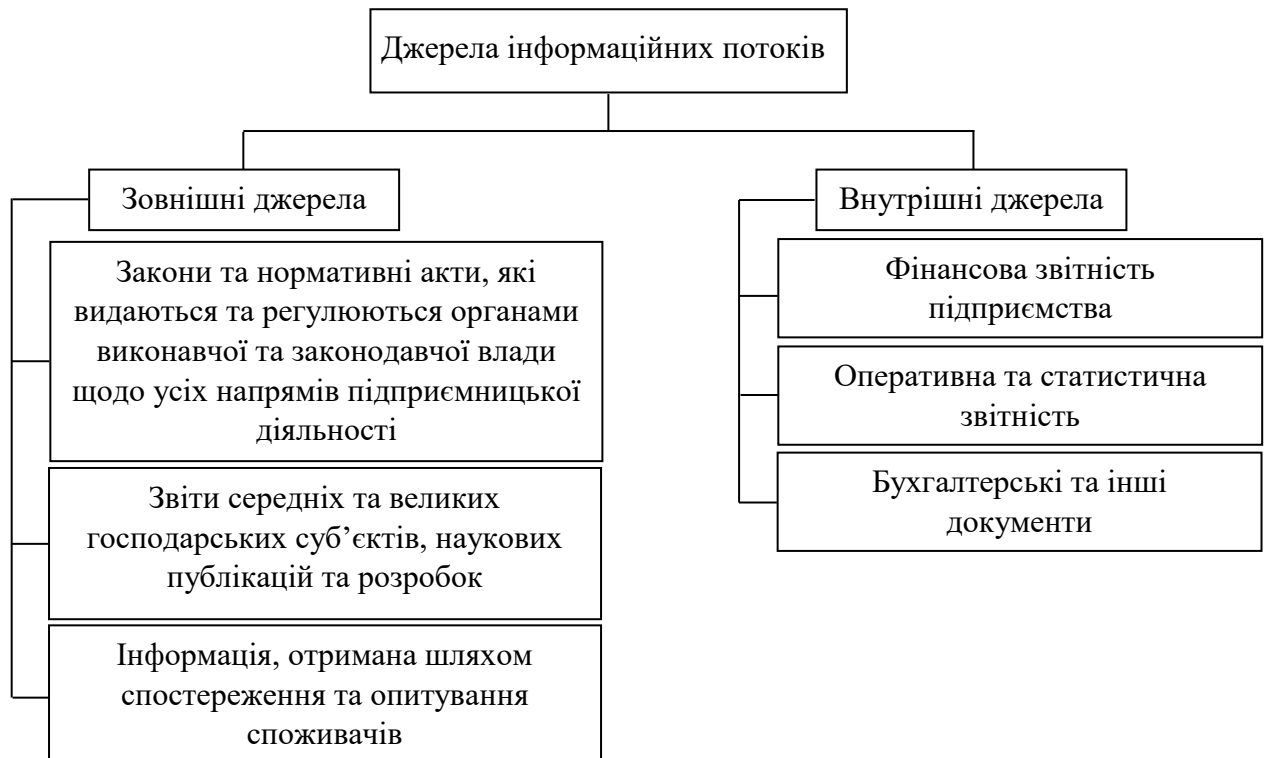 Джерела інформаційних потоків
Зовнішні джерела
Закони та нормативні акти, які
видаються та регулюються органами
виконавчої та законодавчої влади
щодо усіх напрямів підприємницької
діяльності
Звіти середніх та великих
господарських суб’єктів, наукових
публікацій та розробок
Інформація, отримана шляхом
спостереження та опитування
споживачів
Внутрішні джерела
Фінансова звітність
підприємства
Оперативна та статистична
звітність
Бухгалтерські та інші
документи